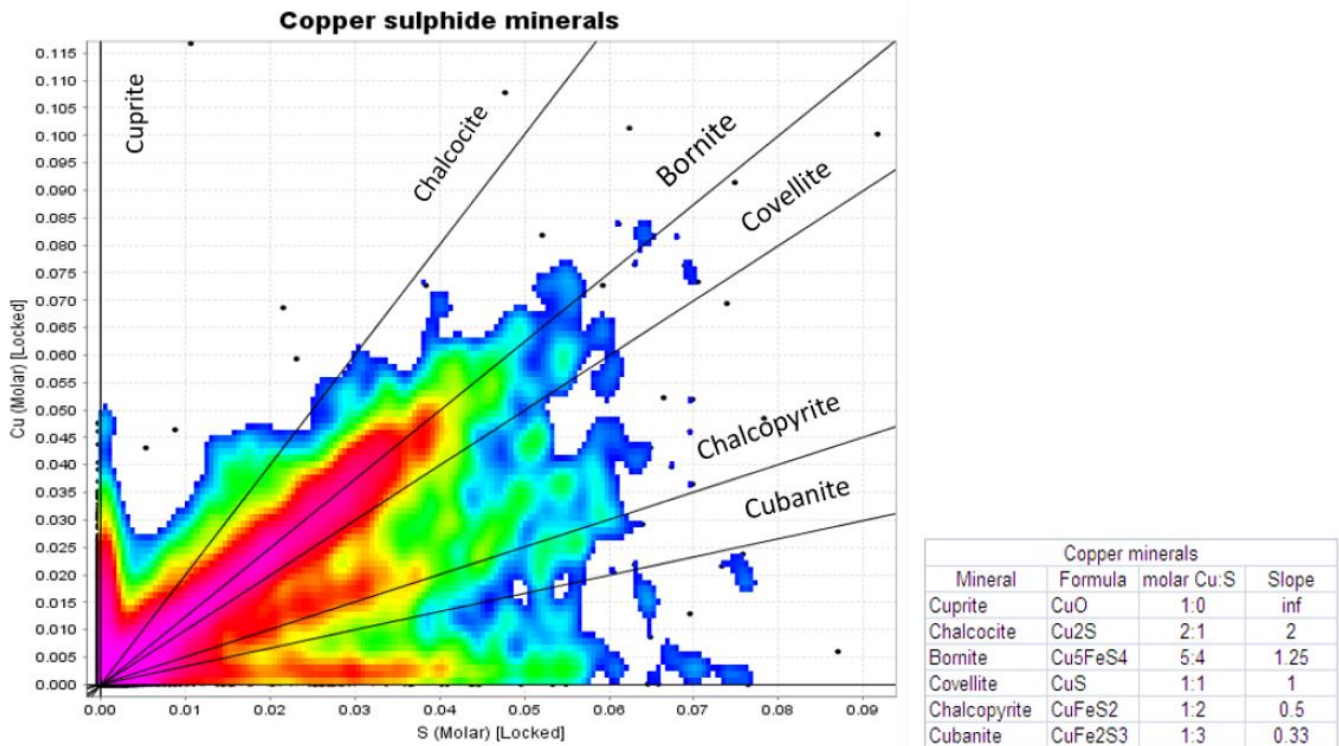 Copper sulphide minerals
Cu (Molar) [Locked]
0.115
0.110
0.105
0.100
0.095
0.090
0.085
0.080
0.075
0.070
0.065
0.060
0.055
0.050
0.045
0.040
0.035
0.030
0.025
0.020
0.015
0.010
0.005
0.000
Cuprite
Chalcocite
Bornite
Covellite
Chalcopyrite
Cubanite
0.00 0.01 0.02 0.03 0.04 0.05 0.06 0.07 0.08 0.09
S (Molar) [Locked]
Copper minerals
Mineral Formula molar Cu:S Slope
Cuprite CuO 1:0 inf
Chalcocite Cu2S 2:1 2
Bornite Cu5FeS4 5:4 1.25
Covellite CuS 1:1 1
Chalcopyrite CuFeS2 1:2 0.5
Cubanite CuFe2S3 1:3 0.33